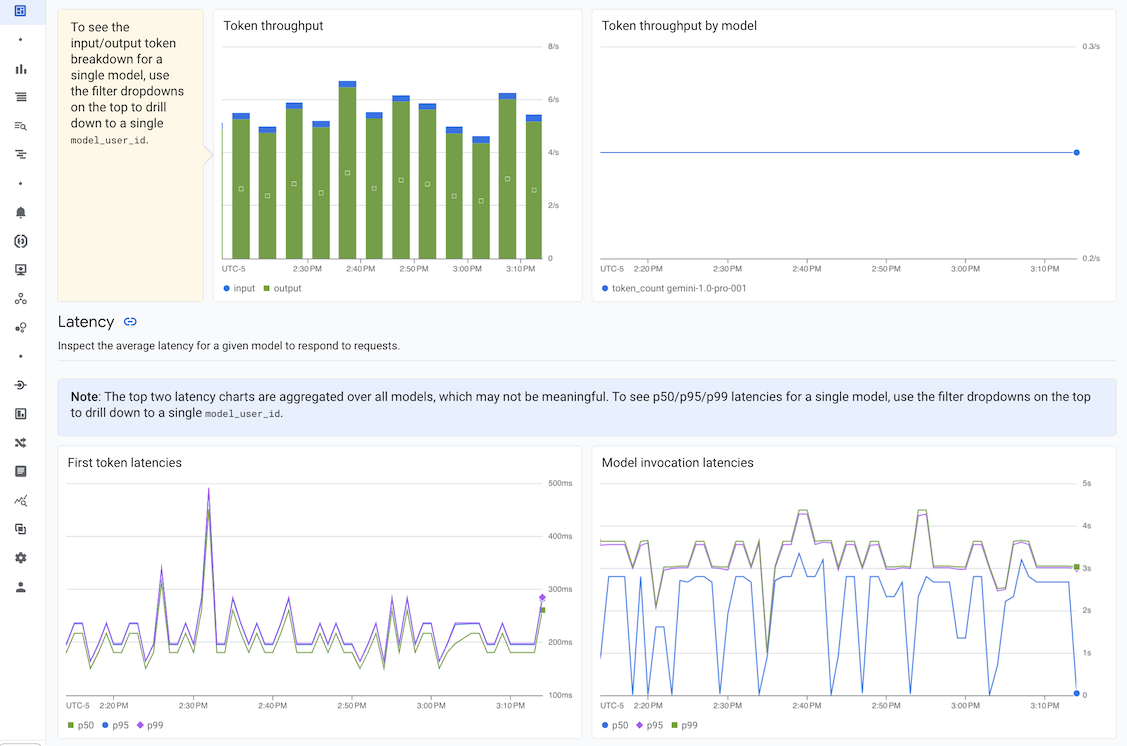 To see the
input/output token
breakdown for a
single model, use
the filter dropdowns
on the top to drill
down to a single
model_user_id.
Token throughput
8/s
6/s
4/s
2/s
0
UTC-5 2:30 PM 2:40 PM 2:50 PM 3:00 PM 3:10 PM
input output
Token throughput by model
0.3/s
0.2/s
UTC-5 2:20 PM 2:30 PM 2:40 PM 2:50 PM 3:00 PM 3:10 PM
token_count gemini-1.0-pro-001
Latency
Inspect the average latency for a given model to respond to requests.
Note: The top two latency charts are aggregated over all models, which may not be meaningful. To see p50/p95/p99 latencies for a single model, use the filter dropdowns on the top
to drill down to a single model_user_id.
First token latencies
500ms
400ms
300ms
200ms
100ms
UTC-5 2:20 PM 2:30 PM 2:40 PM 2:50 PM 3:00 PM 3:10 PM
p50 p95 p99
Model invocation latencies
5s
4s
3s
2s
1s
0
UTC-5 2:20 PM 2:30 PM 2:40 PM 2:50 PM 3:00 PM 3:10 PM
p50 p95 p99